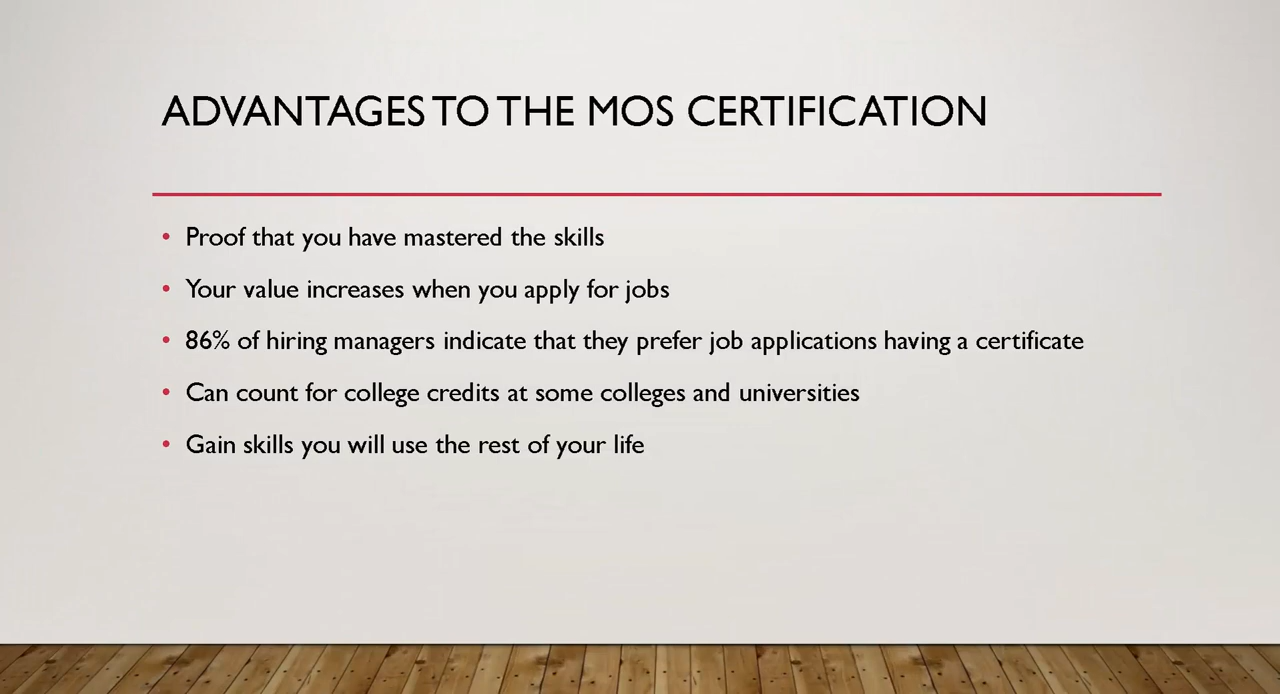 ADVANTAGES TO THE MOS CERTIFICATION
• Proof that you have mastered the skills
• Your value increases when you apply for jobs
• 86% of hiring managers indicate that they prefer job applications having a certificate
• Can count for college credits at some colleges and universities
• Gain skills you will use the rest of your life